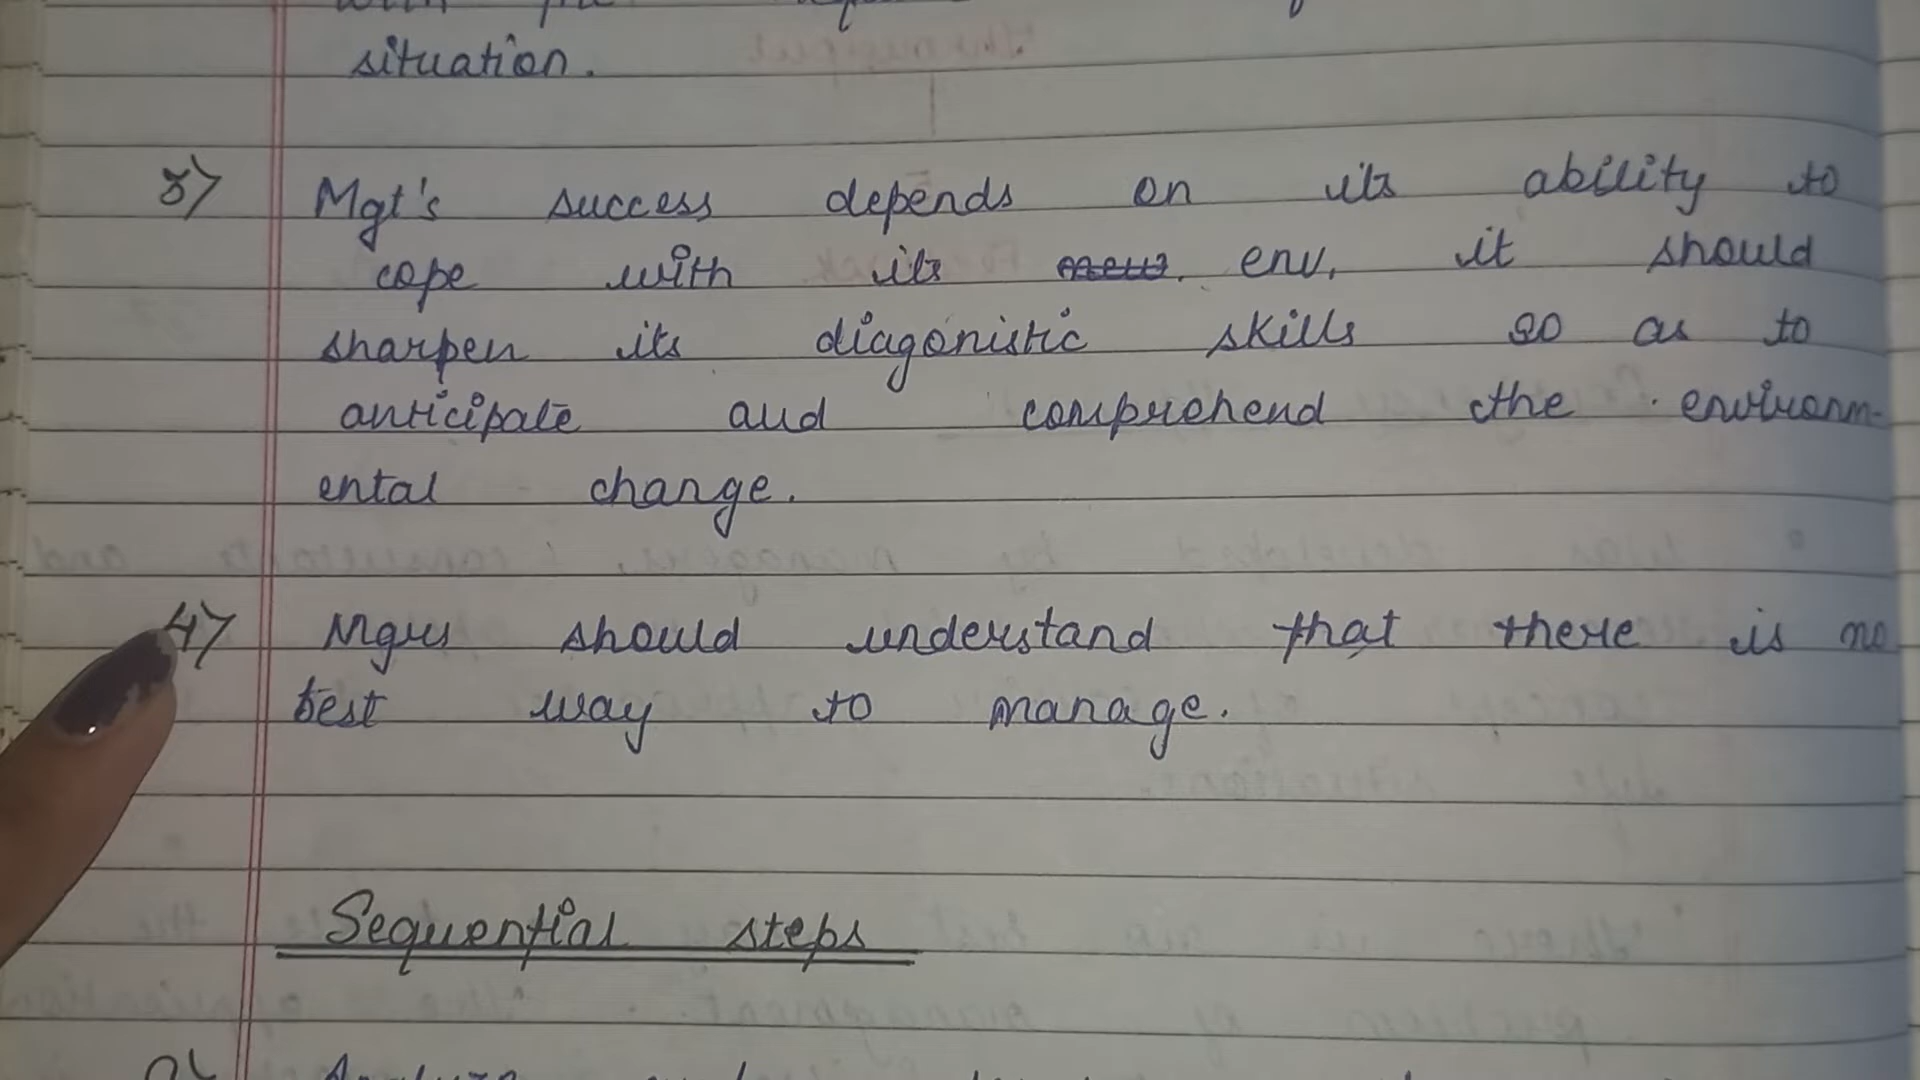 situation.
3) Mgt's success depends on its ability to
cope with its env. it should
sharpen its diagonistic skills so as to
anticipate and comprehend the environm-
ental change.
4) Mgrs should understand that there is no
best way to manage.
Sequential steps